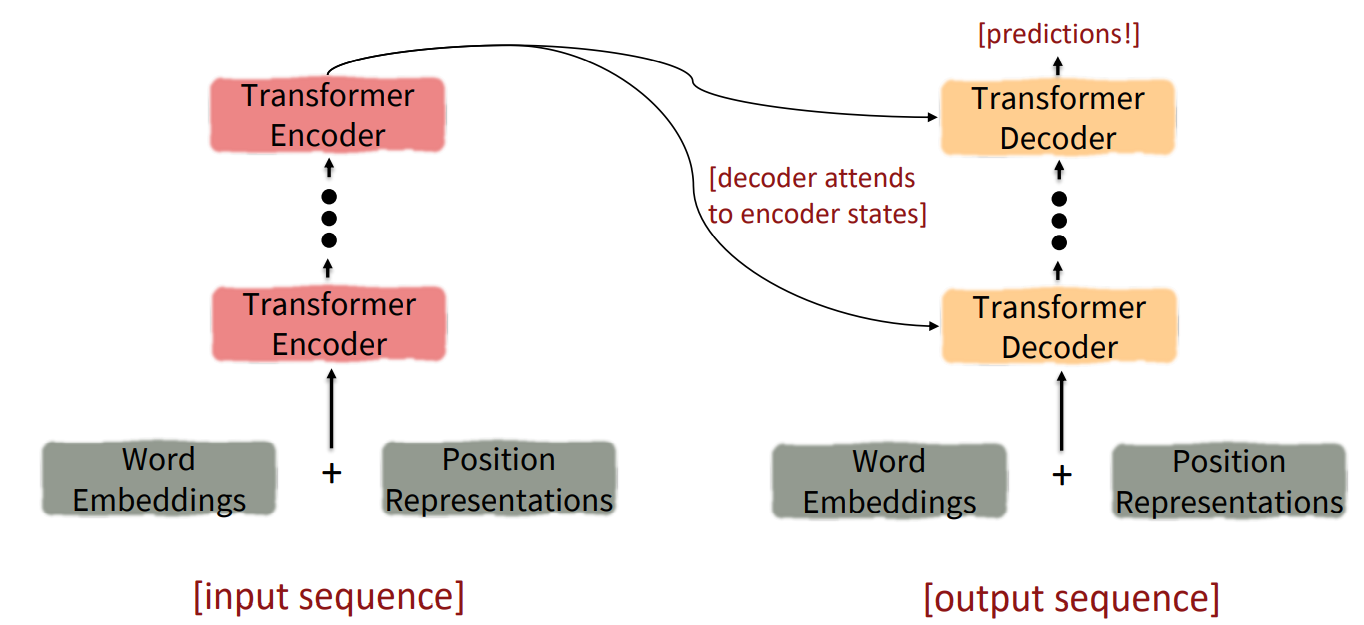 [predictions!]
Transformer
Encoder
Transformer
Decoder
[decoder attends
to encoder states]
Transformer
Encoder
Transformer
Decoder
Word
Embeddings
+
Position
Representations
Word
Embeddings
+
Position
Representations
[input sequence]
[output sequence]